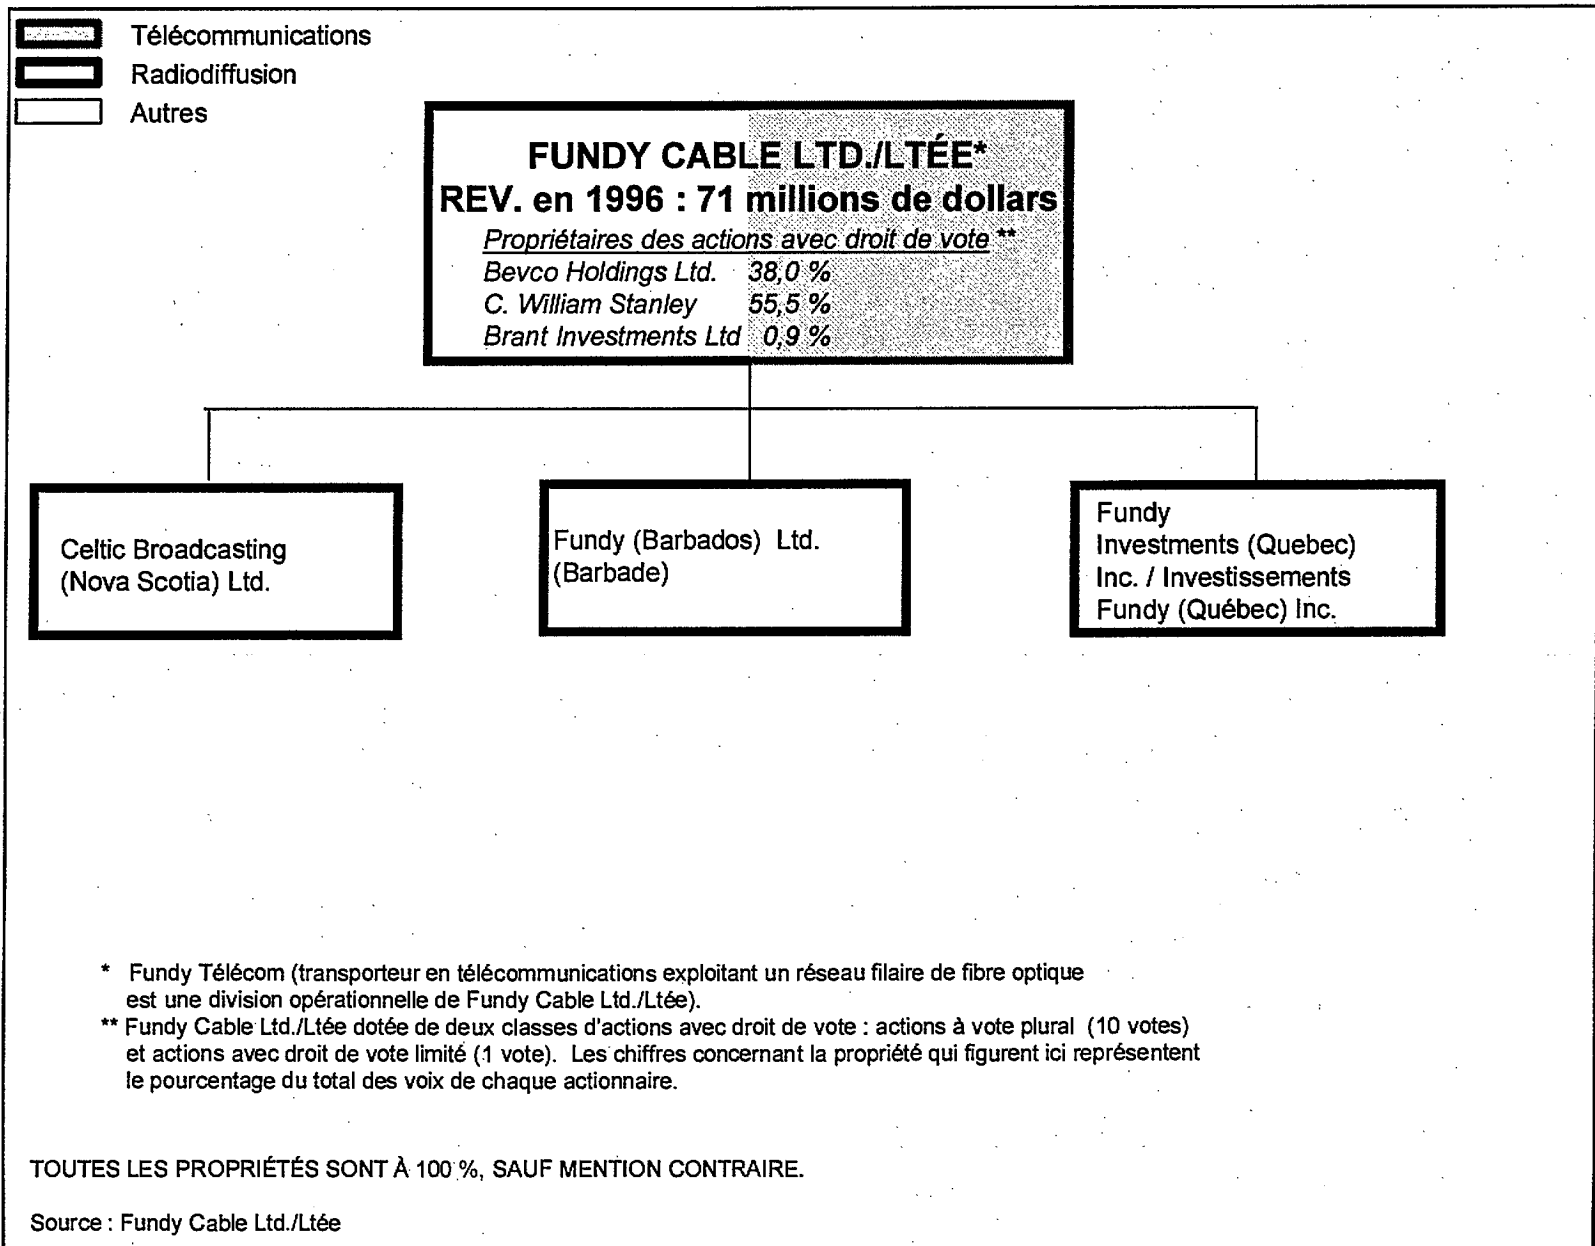 Télécommunications
Radiodiffusion
Autres
FUNDY CABLE LTD./LTÉE*
REV. en 1996 : 71 millions de dollars
Propriétaires des actions avec droit de vote **
Bevco Holdings Ltd. 38,0 %
C. William Stanley 55,5 %
Brant Investments Ltd 0,9 %
Celtic Broadcasting
(Nova Scotia) Ltd.
Fundy (Barbados) Ltd.
(Barbade)
Fundy
Investments (Quebec)
Inc. / Investissements
Fundy (Québec) Inc.
* Fundy Télécom (transporteur en télécommunications exploitant un réseau filaire de fibre optique
est une division opérationnelle de Fundy Cable Ltd./Ltée).
** Fundy Cable Ltd./Ltée dotée de deux classes d'actions avec droit de vote : actions à vote plural (10 votes)
et actions avec droit de vote limité (1 vote). Les chiffres concernant la propriété qui figurent ici représentent
le pourcentage du total des voix de chaque actionnaire.
TOUTES LES PROPRIÉTÉS SONT À 100 %, SAUF MENTION CONTRAIRE.
Source : Fundy Cable Ltd./Ltée